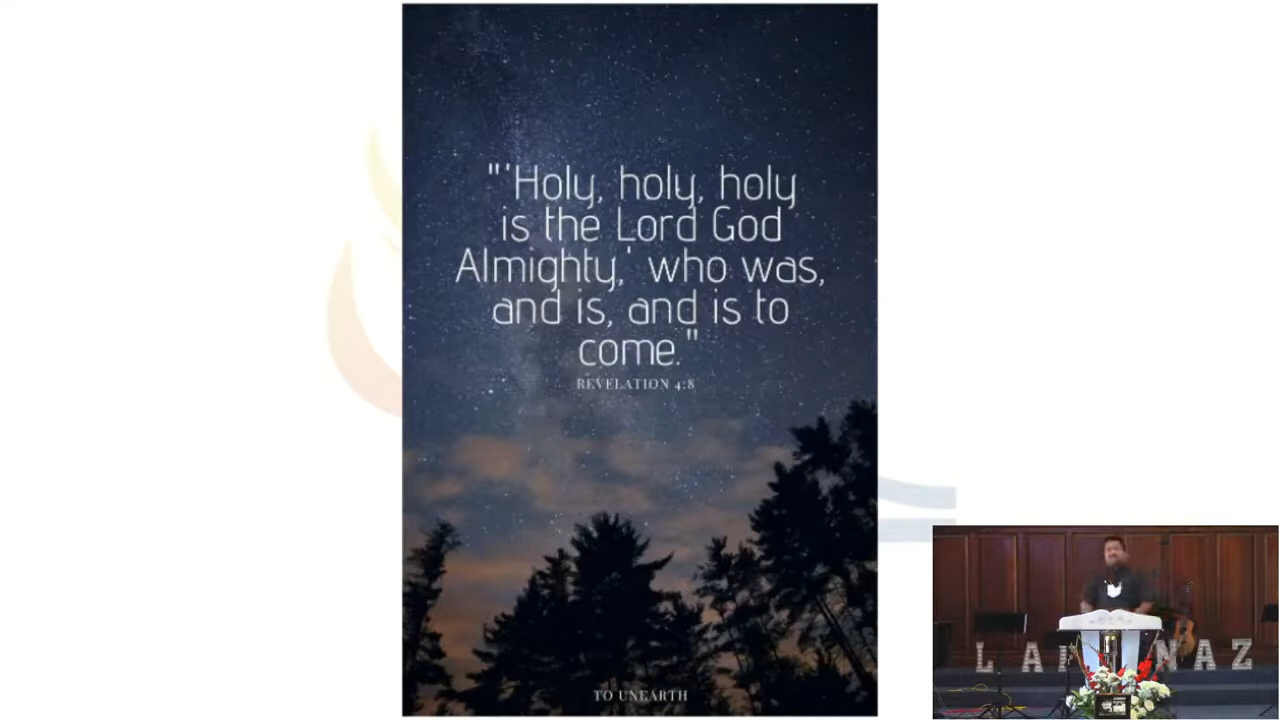 "'Holy, holy, holy
is the Lord God
Almighty,' who was,
and is, and is to
come."
REVELATION 4:8
TO UNEARTH
NAZ